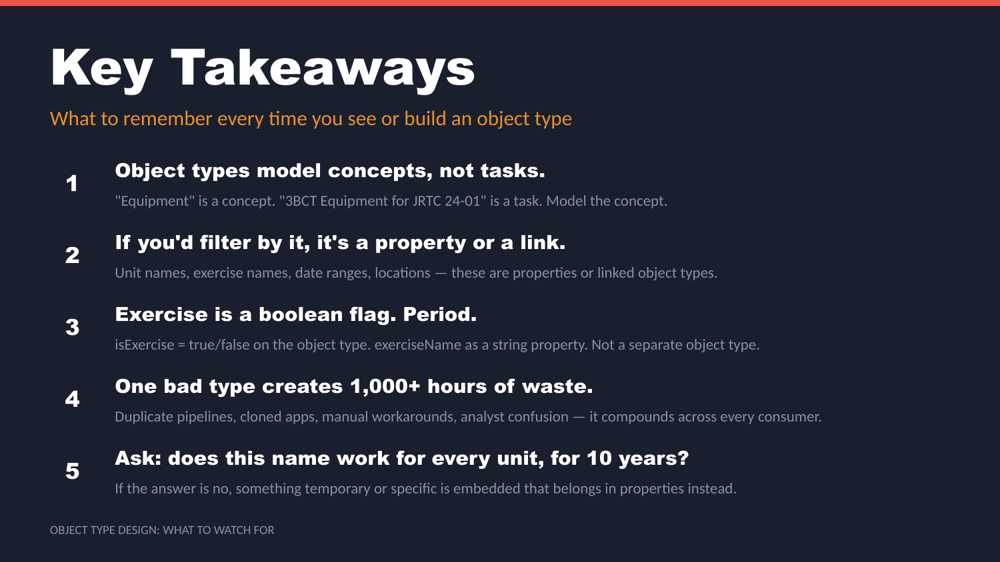 Key Takeaways
What to remember every time you see or build an object type
1
Object types model concepts, not tasks.
"Equipment" is a concept. "3BCT Equipment for JRTC 24-01" is a task. Model the concept.
2
If you'd filter by it, it's a property or a link.
Unit names, exercise names, date ranges, locations — these are properties or linked object types.
3
Exercise is a boolean flag. Period.
isExercise = true/false on the object type. exerciseName as a string property. Not a separate object type.
4
One bad type creates 1,000+ hours of waste.
Duplicate pipelines, cloned apps, manual workarounds, analyst confusion — it compounds across every consumer.
5
Ask: does this name work for every unit, for 10 years?
If the answer is no, something temporary or specific is embedded that belongs in properties instead.
OBJECT TYPE DESIGN: WHAT TO WATCH FOR